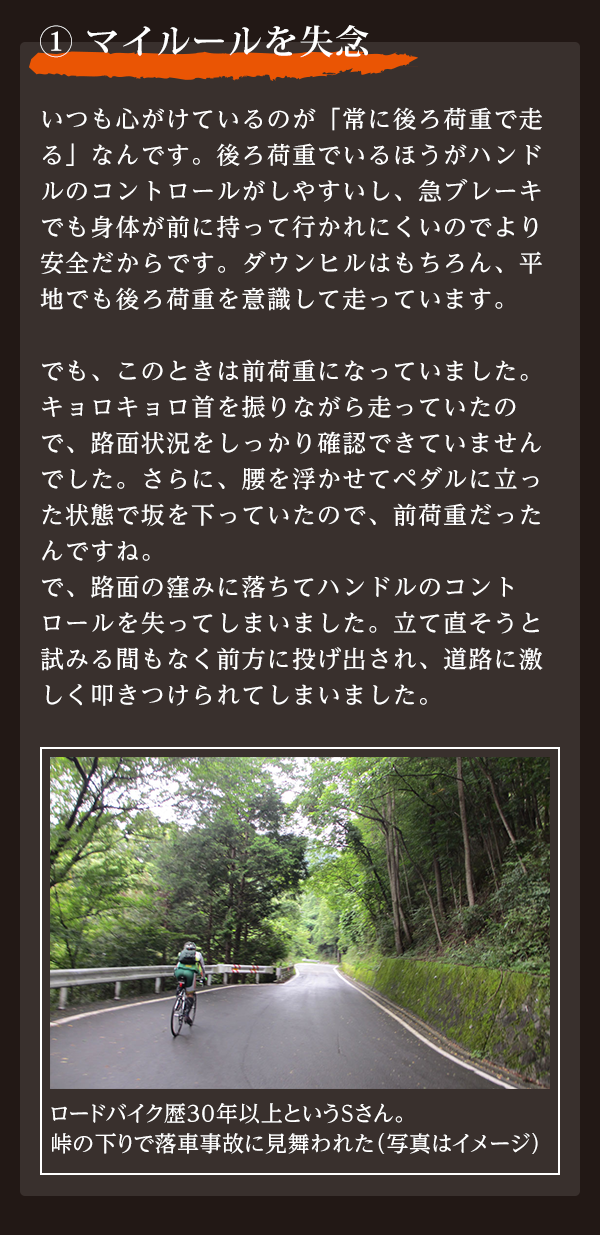 ① マイルールを失念
いつも心がけているのが「常に後ろ荷重で走
る」なんです。後ろ荷重でいるほうがハンド
ルのコントロールがしやすいし、急ブレーキ
でも身体が前に持って行かれにくいのでより
安全だからです。ダウンヒルはもちろん、平
地でも後ろ荷重を意識して走っています。
でも、このときは前荷重になっていました。
キョロキョロ首を振りながら走っていたの
で、路面状況をしっかり確認できていません
でした。さらに、腰を浮かせてペダルに立っ
た状態で坂を下っていたので、前荷重だった
んですね。
で、路面の窪みに落ちてハンドルのコント
ロールを失ってしまいました。立て直そうと
試みる間もなく前方に投げ出され、道路に激
しく叩きつけられてしまいました。
ロードバイク歴30年以上というSさん。
峠の下りで落車事故に見舞われた（写真はイメージ）